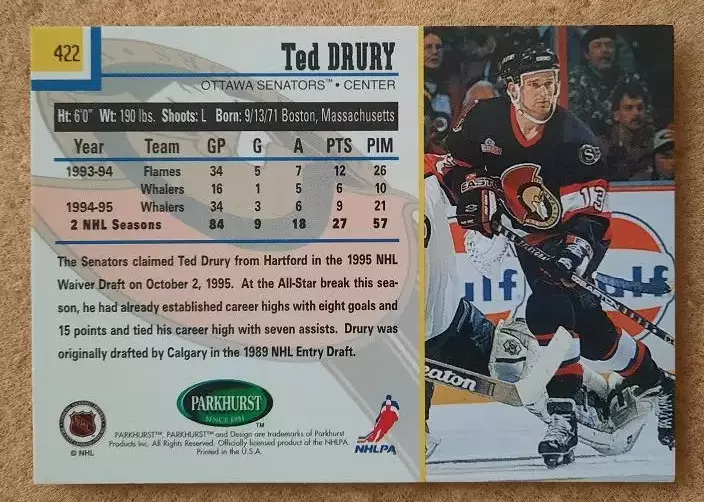 422
Ted DRURY
OTTAWA SENATORS™ • CENTER
Ht: 6'0" Wt: 190 lbs. Shoots: L Born: 9/13/71 Boston, Massachusetts
Year Team GP G A PTS PIM
1993-94 Flames 34 5 7 12 26
Whalers 16 1 5 6 10
1994-95 Whalers 34 3 6 9 21
2 NHL Seasons 84 9 18 27 57
The Senators claimed Ted Drury from Hartford in the 1995 NHL
Waiver Draft on October 2, 1995. At the All-Star break this sea-
son, he had already established career highs with eight goals and
15 points and tied his career high with seven assists. Drury was
originally drafted by Calgary in the 1989 NHL Entry Draft.
PARKHURST
SINCE 1951
™
NHL
© NHL
PARKHURST™, PARKHURST™ and Design are trademarks of Parkhurst
Products Inc. All Rights Reserved. Officially licensed product of the NHLPA.
Printed in the U.S.A.
NHLPA
EASTON
18
ulf
ulf
eaton